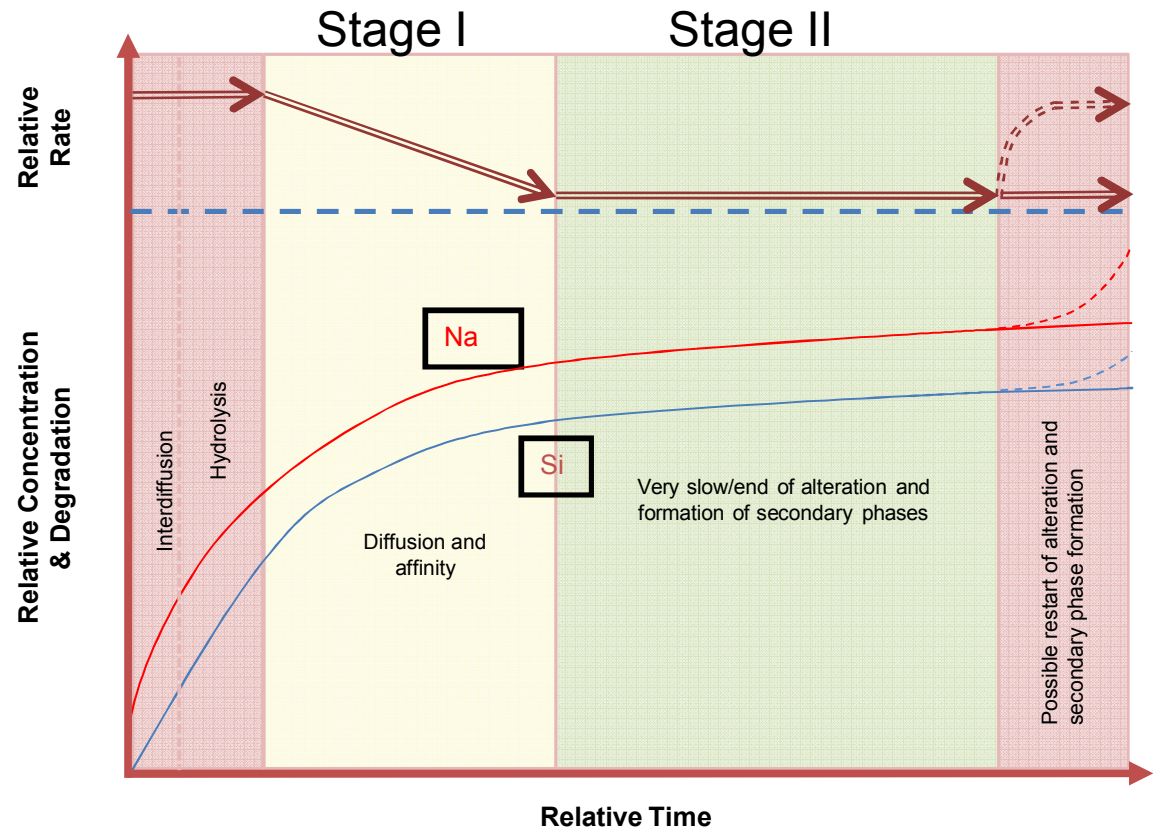 Stage I
Stage II
Relative
Rate
Relative Concentration
& Degradation
Interdiffusion
Hydrolysis
Na
Si
Diffusion and
affinity
Very slow/end of alteration and
formation of secondary phases
Possible restart of alteration and
secondary phase formation
Relative Time